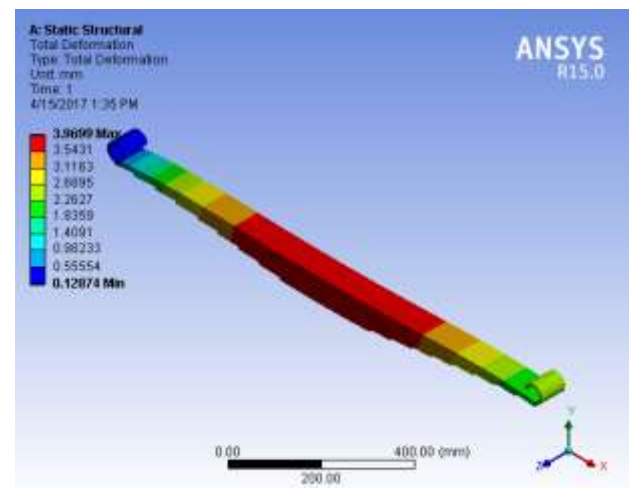 A: Static Structural
Total Deformation
Type: Total Deformation
Unit: mm
Time: 1
4/15/2017 1:35 PM
ANSYS
R15.0
3.9699 Max
3.5431
3.1163
2.6895
2.2627
1.8359
1.4091
0.98233
0.55554
0.12874 Min
0.00
400.00 (mm)
200.00
Y
Z
X